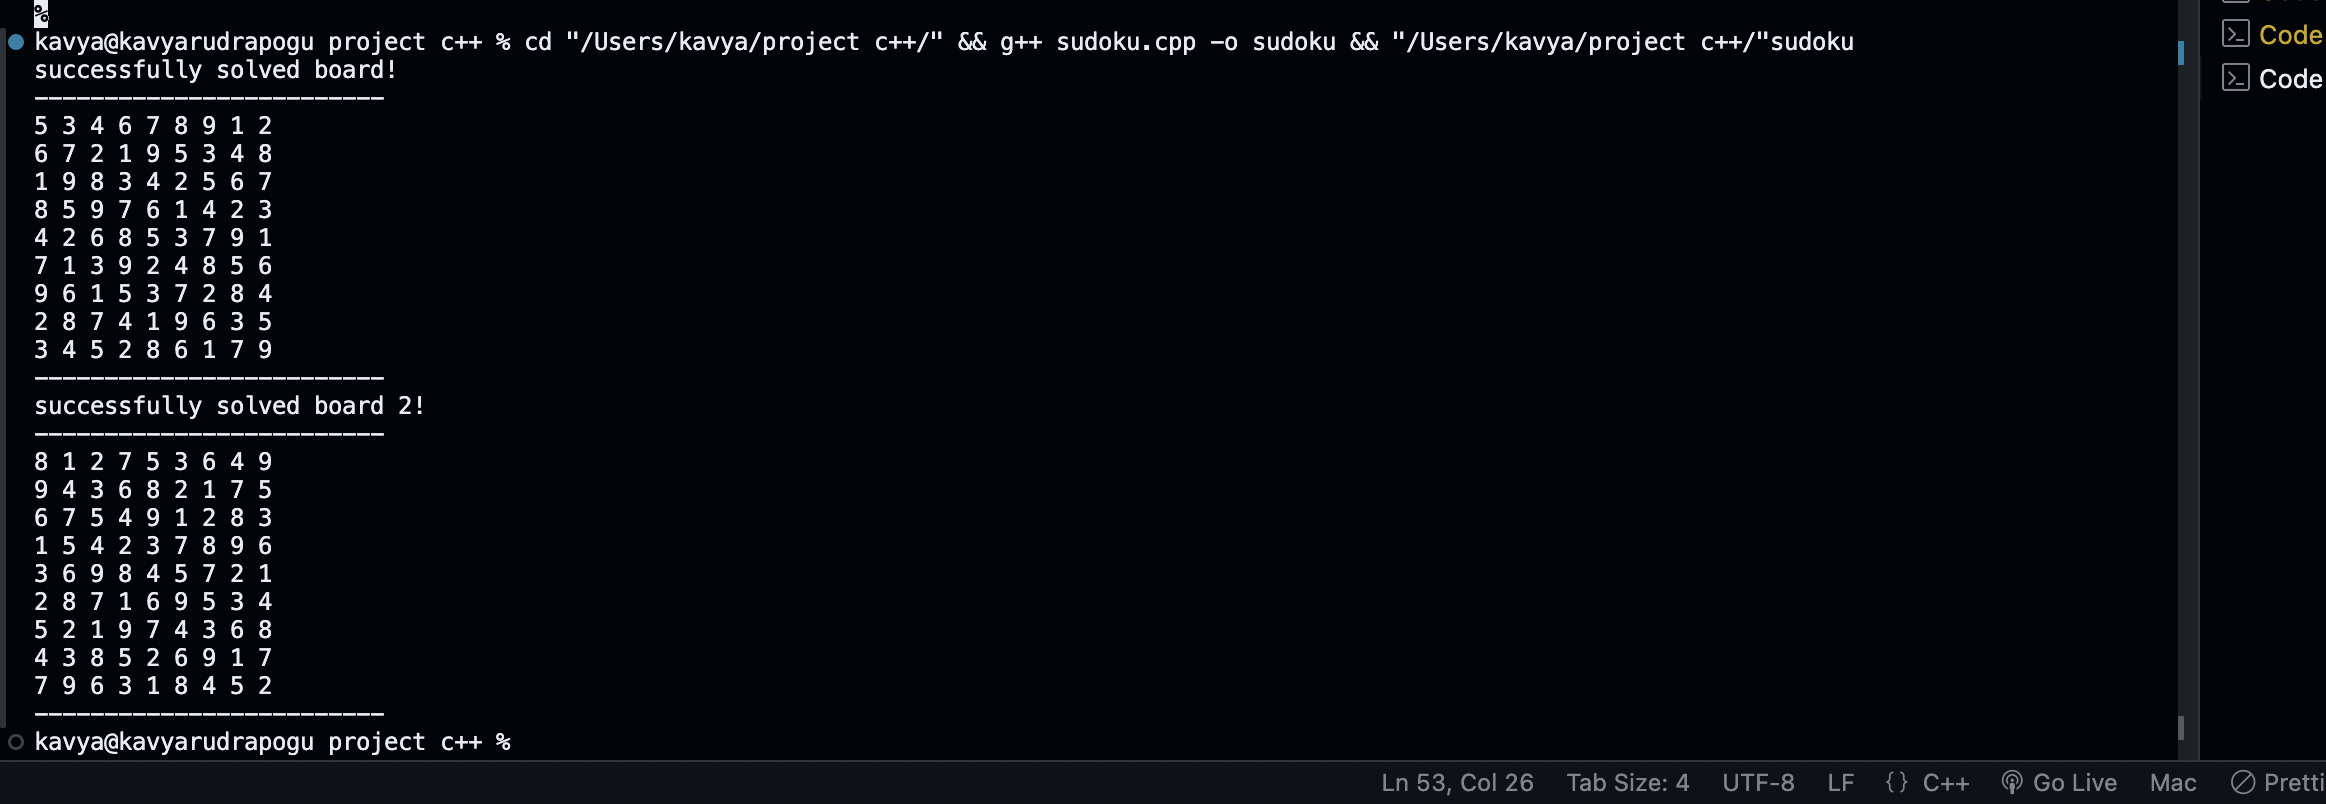 %
kavya@kavyarudrapogu project c++ % cd "/Users/kavya/project c++/" && g++ sudoku.cpp -o sudoku && "/Users/kavya/project c++/"sudoku
successfully solved board!
-------------------------
5 3 4 6 7 8 9 1 2
6 7 2 1 9 5 3 4 8
1 9 8 3 4 2 5 6 7
8 5 9 7 6 1 4 2 3
4 2 6 8 5 3 7 9 1
7 1 3 9 2 4 8 5 6
9 6 1 5 3 7 2 8 4
2 8 7 4 1 9 6 3 5
3 4 5 2 8 6 1 7 9
-------------------------
successfully solved board 2!
-------------------------
8 1 2 7 5 3 6 4 9
9 4 3 6 8 2 1 7 5
6 7 5 4 9 1 2 8 3
1 5 4 2 3 7 8 9 6
3 6 9 8 4 5 7 2 1
2 8 7 1 6 9 5 3 4
5 2 1 9 7 4 3 6 8
4 3 8 5 2 6 9 1 7
7 9 6 3 1 8 4 5 2
-------------------------
kavya@kavyarudrapogu project c++ %
Code
Code
Ln 53, Col 26 Tab Size: 4 UTF-8 LF {} C++ Go Live Mac Pretti